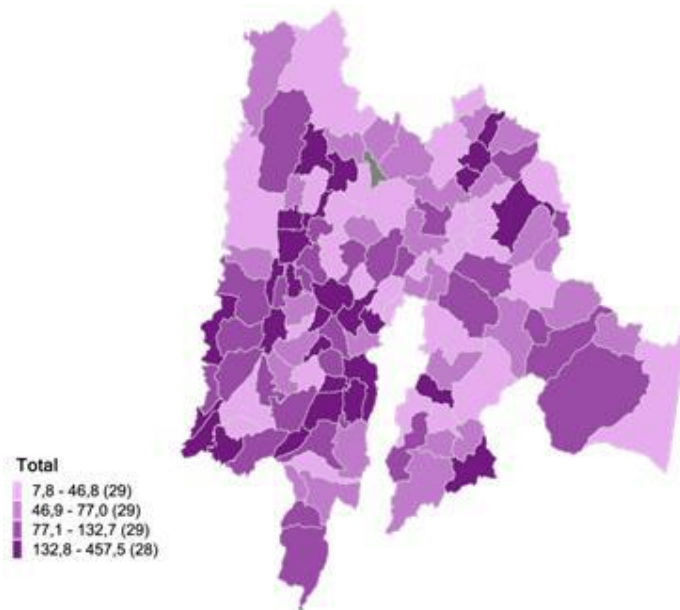 Total
7,8 - 46,8 (29)
46,9 - 77,0 (29)
77,1 - 132,7 (29)
132,8 - 457,5 (28)